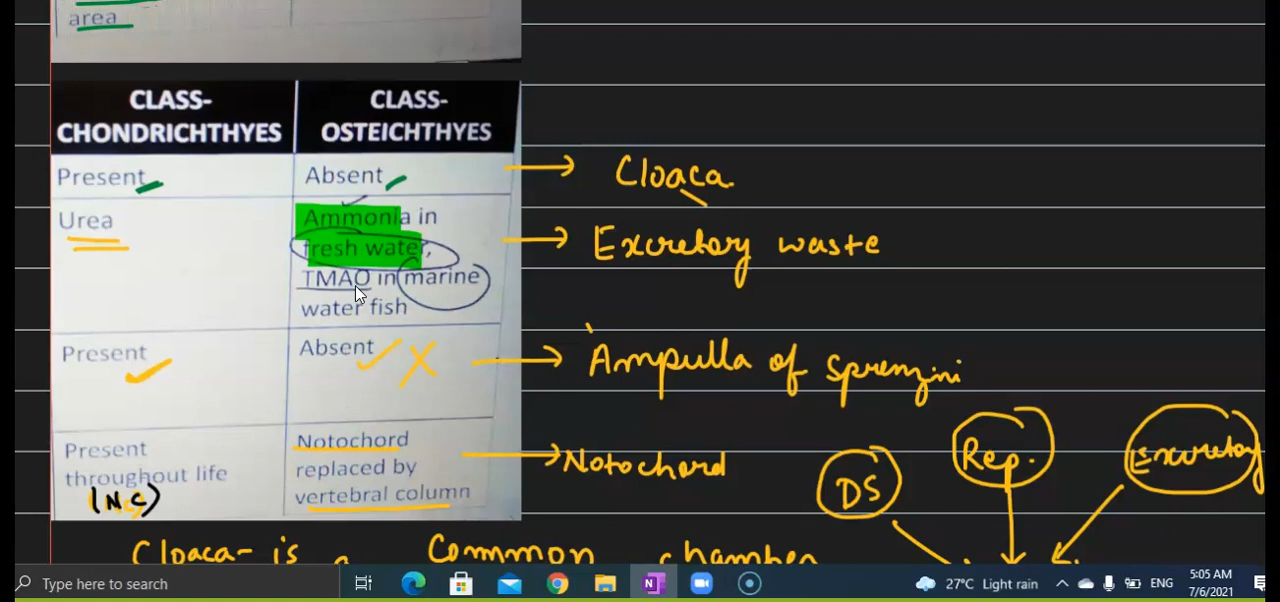 area
CLASS-
CHONDRICHTHYES
CLASS-
OSTEICHTHYES
Present
Absent
Cloaca
Urea
Ammonia in
fresh water,
TMAO in marine
water fish
Excretory waste
Present
Absent
X
Ampulla of Sprenzini
Present
throughout life
(N.C)
Notochord
replaced by
vertebral column
Notochord
DS
Rep.
Excretory
Cloaca- is a Common chamber
Type here to search
27°C Light rain
ENG
5:05 AM
7/6/2021